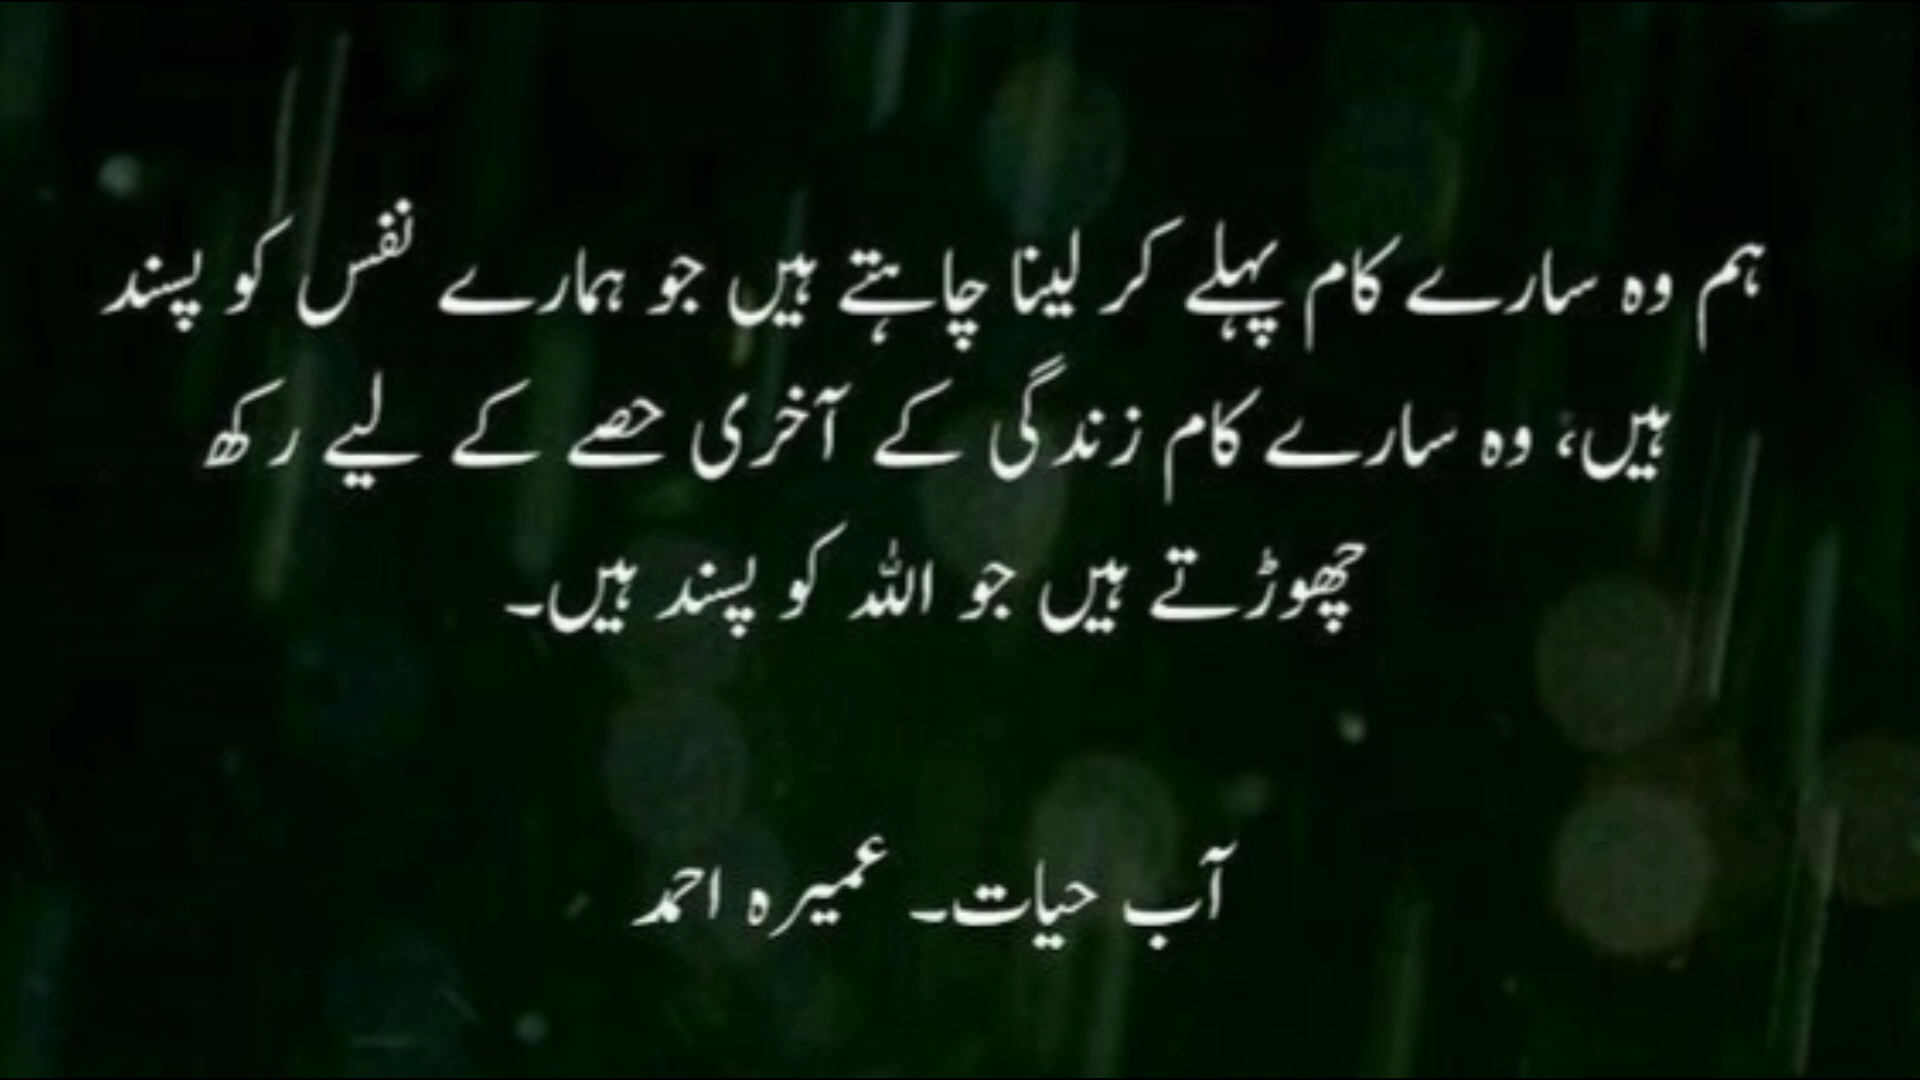 ہم وہ سارے کام پہلے کر لینا چاہتے ہیں جو ہمارے نفس کو پسند
ہیں، وہ سارے کام زندگی کے آخری حصے کے لیے رکھ
چھوڑتے ہیں جو اللہ کو پسند ہیں۔
آب حیات۔ عمیرہ احمد